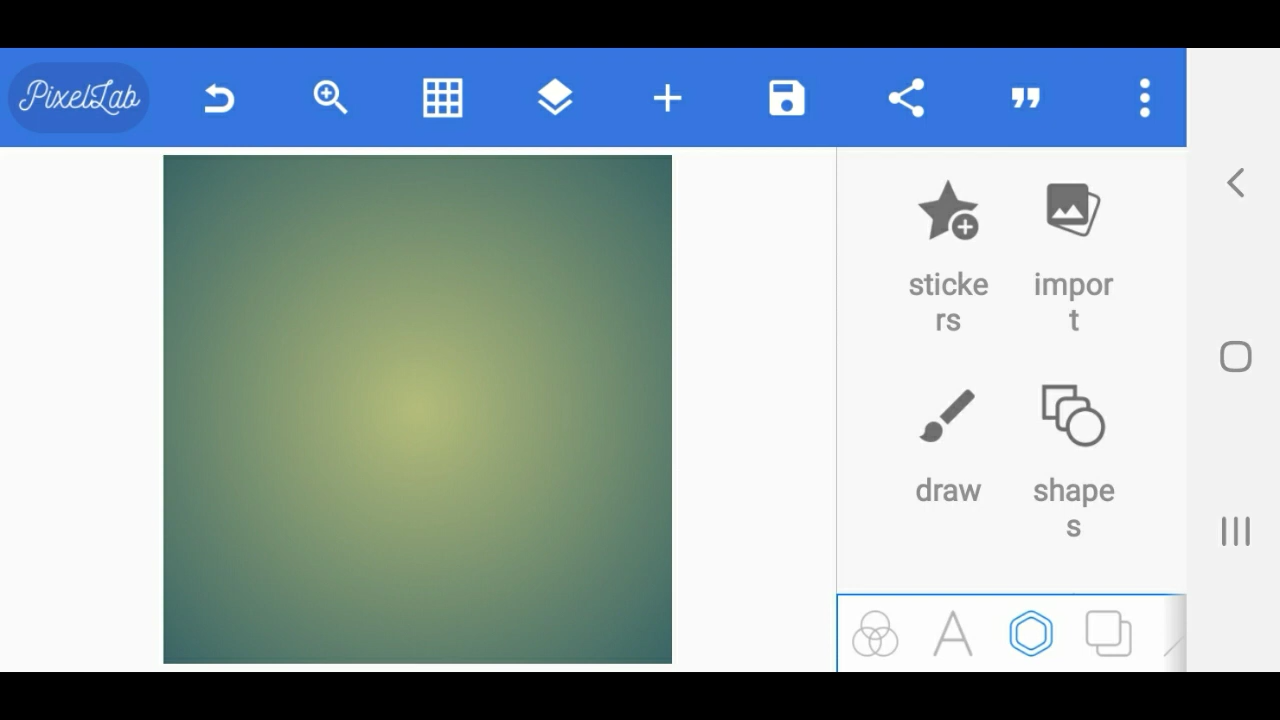 PixelLab
sticke
rs
impor
t
draw
shape
s